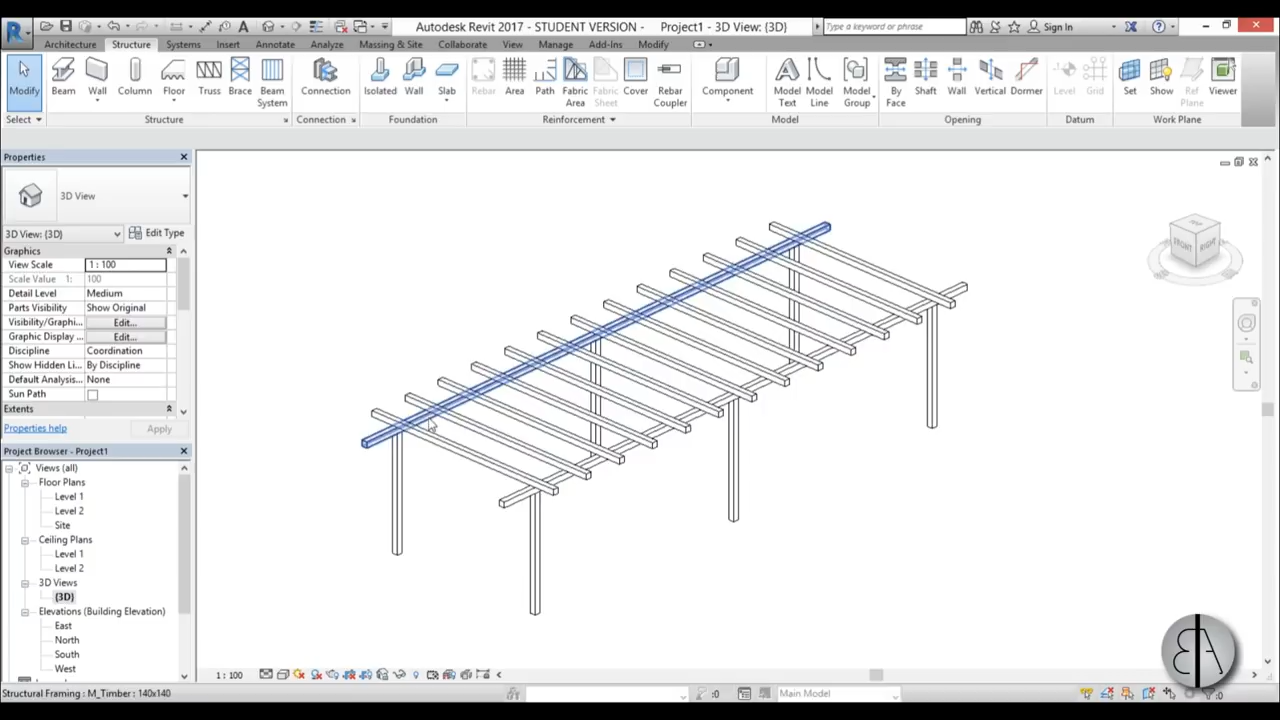 Autodesk Revit 2017 - STUDENT VERSION - Project1 - 3D View: {3D}
Type a keyword or phrase
Sign In
Architecture Structure Systems Insert Annotate Analyze Massing & Site Collaborate View Manage Add-Ins Modify
Modify Beam Wall Column Floor Truss Brace Beam System Connection Isolated Wall Slab Rebar Area Path Fabric Area Fabric Sheet Cover Rebar Coupler Component Model Text Model Line Model Group By Face Shaft Wall Vertical Dormer Level Grid Set Show Ref Plane Viewer
Select Structure Connection Foundation Reinforcement Model Opening Datum Work Plane
Properties
3D View
3D View: {3D} Edit Type
Graphics
View Scale 1 : 100
Scale Value 1: 100
Detail Level Medium
Parts Visibility Show Original
Visibility/Graphi... Edit...
Graphic Display ... Edit...
Discipline Coordination
Show Hidden Li... By Discipline
Default Analysis... None
Sun Path
Extents
Properties help Apply
Project Browser - Project1
Views (all)
Floor Plans
Level 1
Level 2
Site
Ceiling Plans
Level 1
Level 2
3D Views
{3D}
Elevations (Building Elevation)
East
North
South
West
TOP
FRONT RIGHT
1 : 100
Structural Framing : M_Timber : 140x140
:0
Main Model
:0
BA